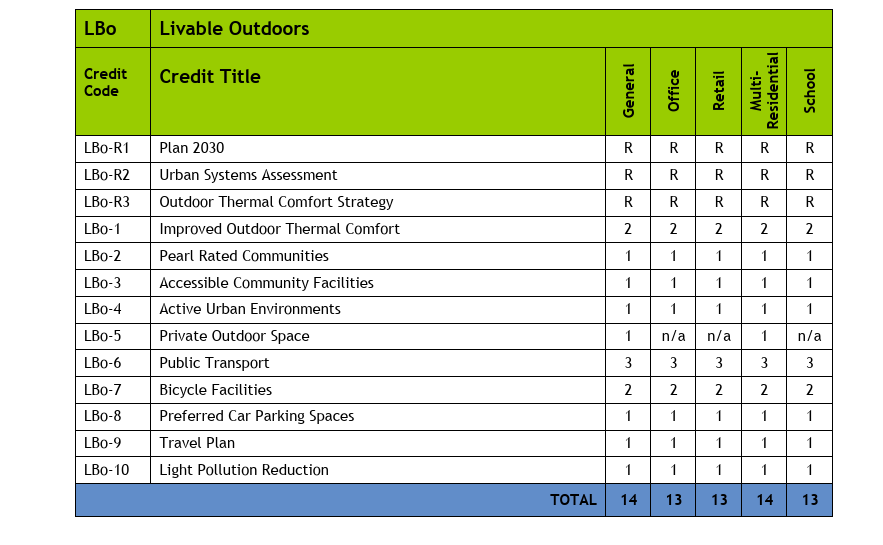 LBo Livable Outdoors
Credit Code Credit Title General Office Retail Multi-Residential School
LBo-R1 Plan 2030 R R R R R
LBo-R2 Urban Systems Assessment R R R R R
LBo-R3 Outdoor Thermal Comfort Strategy R R R R R
LBo-1 Improved Outdoor Thermal Comfort 2 2 2 2 2
LBo-2 Pearl Rated Communities 1 1 1 1 1
LBo-3 Accessible Community Facilities 1 1 1 1 1
LBo-4 Active Urban Environments 1 1 1 1 1
LBo-5 Private Outdoor Space 1 n/a n/a 1 n/a
LBo-6 Public Transport 3 3 3 3 3
LBo-7 Bicycle Facilities 2 2 2 2 2
LBo-8 Preferred Car Parking Spaces 1 1 1 1 1
LBo-9 Travel Plan 1 1 1 1 1
LBo-10 Light Pollution Reduction 1 1 1 1 1
TOTAL 14 13 13 14 13